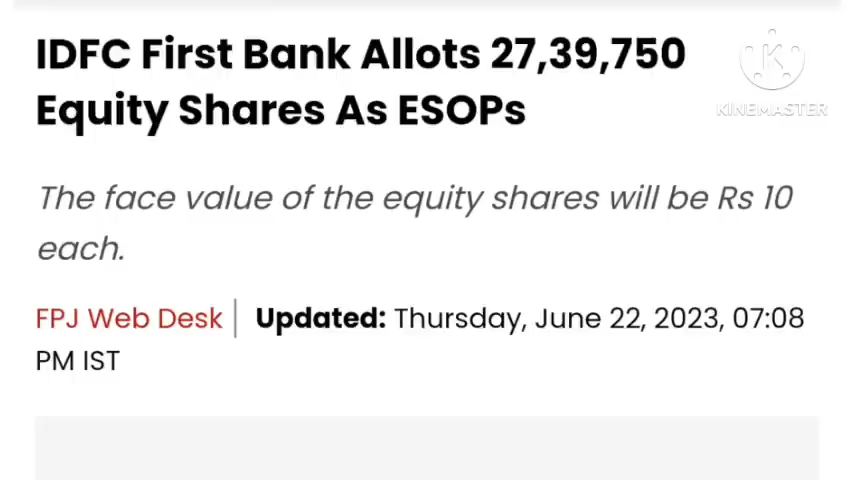 IDFC First Bank Allots 27,39,750
Equity Shares As ESOPs
K
KINEMASTER
The face value of the equity shares will be Rs 10
each.
FPJ Web Desk | Updated: Thursday, June 22, 2023, 07:08
PM IST